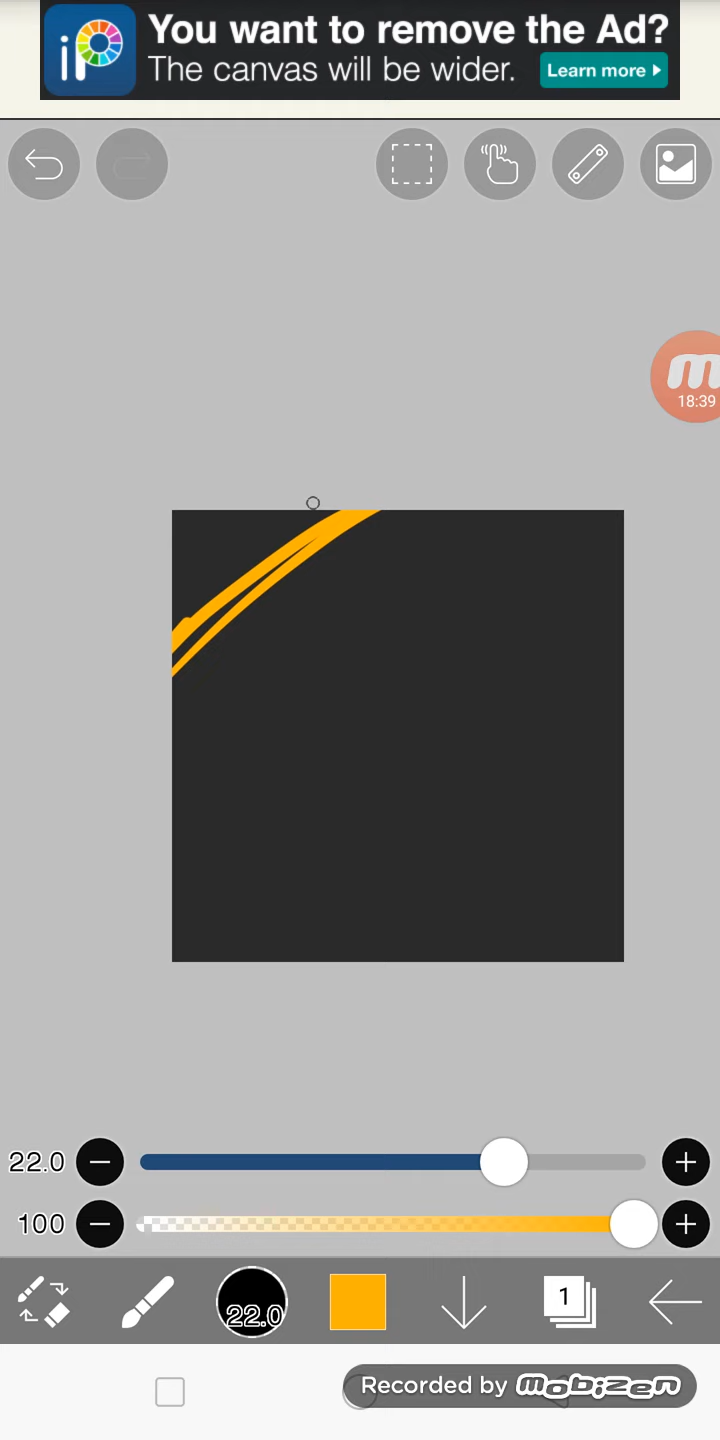 iP
You want to remove the Ad?
The canvas will be wider.
Learn more
m
18:39
22.0
100
22.0
1
Recorded by mobizen